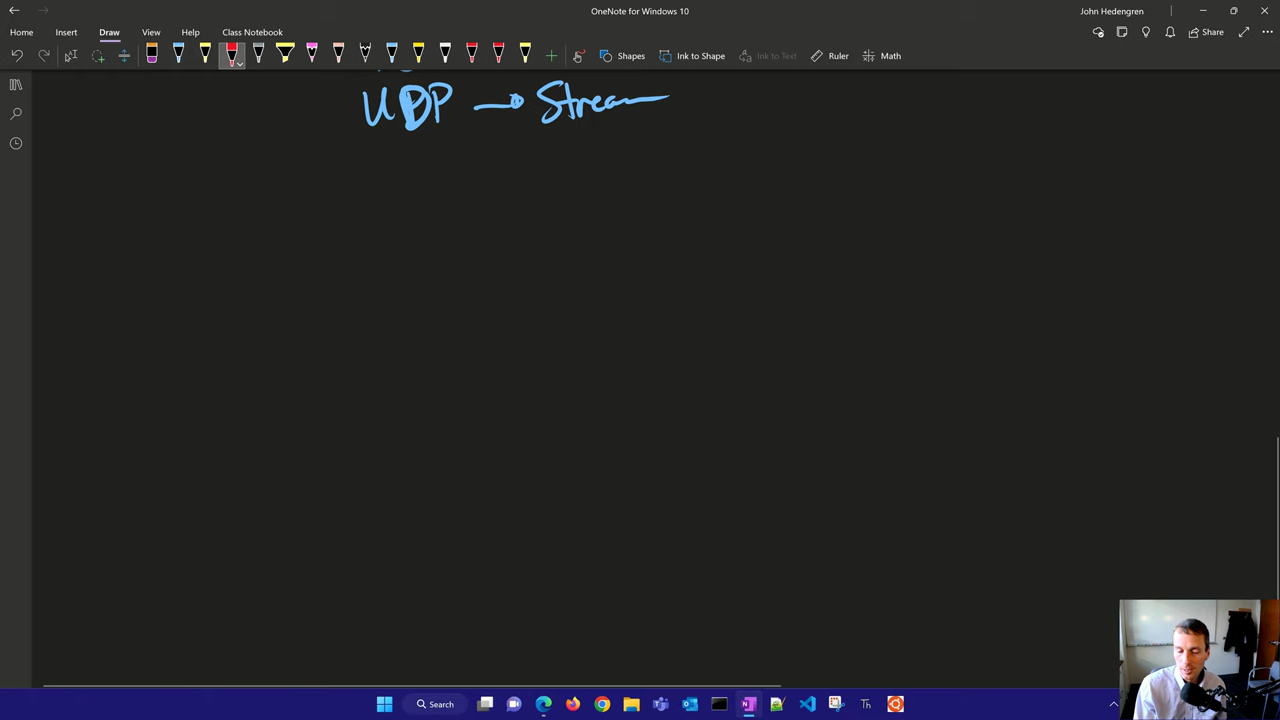 OneNote for Windows 10
John Hedengren
Home Insert Draw View Help Class Notebook
Share
Shapes Ink to Shape Ink to Text Ruler Math
UDP → Stream
Search
N
Th